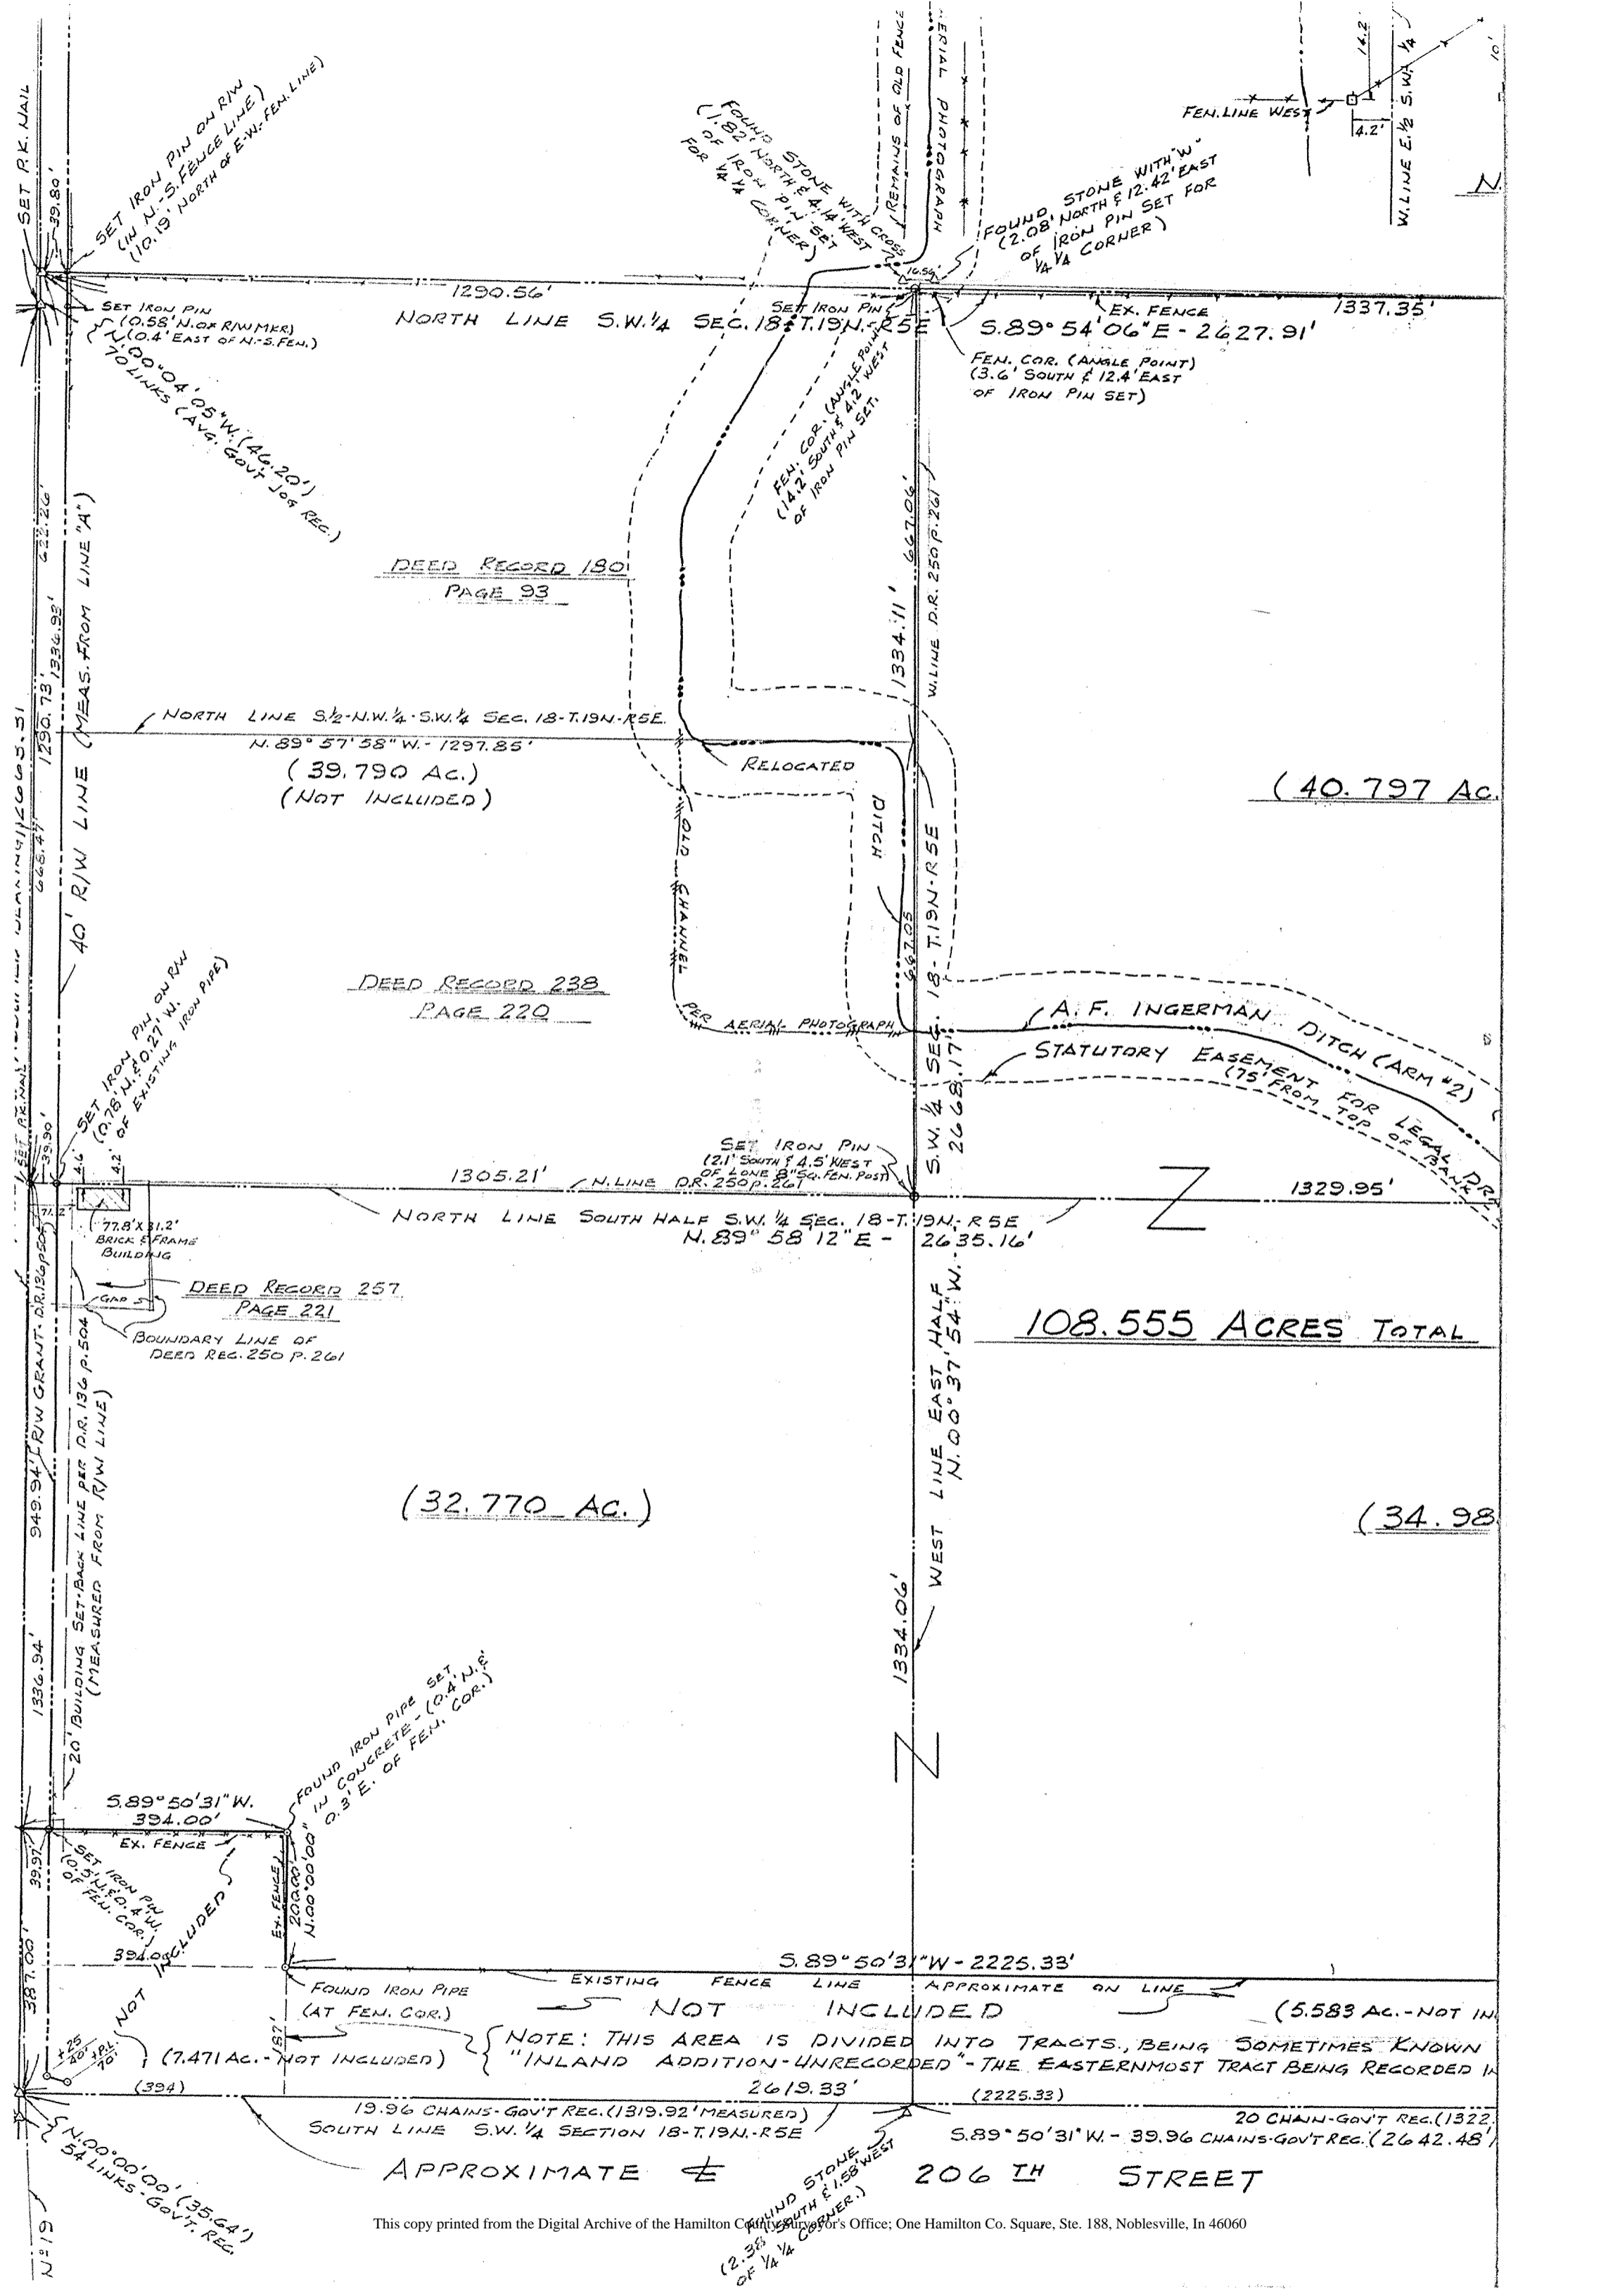 SET P.K. NAIL
39.80'
SET IRON PIN ON R/W
(IN N.-S. FENCE LINE)
(10.19' NORTH OF E.-W.-FEN. LINE)
FOUND STONE WITH CROSS
(1.82' NORTH & 4.14' WEST
OF IRON PIN SET
FOR 1/4 1/4 CORNER)
(REMAINS OF OLD FENCE
ERIAL PHOTOGRAPH
FOUND STONE WITH "W"
(2.08' NORTH & 12.42' EAST
OF IRON PIN SET FOR
1/4 1/4 CORNER)
FEN. LINE WEST
14.2
4.2'
W. LINE E. 1/2 S.W. 1/4
10'
N.
16.56'
1290.56'
SET IRON PIN
EX. FENCE
1337.35'
NORTH LINE S.W. 1/4 SEC. 18-T.19N.-R5E
S.89°54'06"E - 2627.91'
SET IRON PIN
(0.58' N. OF R/W MKR)
(0.4' EAST OF N.-S. FEN.)
N.00°04'05"W. (46.20')
70 LINKS (AVG. GOV'T JOG REC.)
FEN. COR. (ANGLE POINT)
(3.6' SOUTH & 12.4' EAST
OF IRON PIN SET)
FEN. COR. (ANGLE POINT)
(14.2' SOUTH & 4.2' WEST
OF IRON PIN SET.
622.26'
1336.93'
1290.73'
668.47
40' R/W LINE (MEAS. FROM LINE "A")
DEED RECORD 180
PAGE 93
667.06'
1334.11'
W. LINE D.R. 250 P. 261
NORTH LINE S.1/2-N.W.1/4-S.W.1/4 SEC. 18-T.19N-R5E.
N. 89° 57' 58" W. - 1297.85'
(39.790 AC.)
(NOT INCLUDED)
RELOCATED
DITCH
(40.797 AC.
OLD CHANNEL
PER AERIAL PHOTOGRAPH
DEED RECORD 238
PAGE 220
667.05
S.W. 1/4 SEC. 18-T.19N-R5E
2668.17'
A. F. INGERMAN DITCH (ARM #2)
STATUTORY EASEMENT FOR LEGAL DR
(75' FROM TOP OF BANK
SET P.K. NAIL
39.90'
SET IRON PIN ON R/W
(0.78' N. & 0.27' W.
OF EXISTING IRON PIPE)
4.6'
4.2'
SET IRON PIN
(2.1' SOUTH & 4.5' WEST
OF LONE 8" SQ. FEN. POST)
1305.21'
N. LINE D.R. 250 P. 261
1329.95'
NORTH LINE SOUTH HALF S.W. 1/4 SEC. 18-T.19N.-R5E
N. 89° 58' 12" E - 2635.16'
77.8' X 31.2'
BRICK & FRAME
BUILDING
DEED RECORD 257
PAGE 221
BOUNDARY LINE OF
DEED REC. 250 P. 261
108.555 ACRES TOTAL
WEST LINE EAST HALF
N. 00° 37' 54" W.
R/W GRANT - D.R. 136 P. 504
949.94'
20' BUILDING SET-BACK LINE PER D.R. 136 P. 504
(MEASURED FROM R/W LINE)
1336.94'
(32.770 AC.)
(34.98
1334.06'
FOUND IRON PIPE SET
IN CONCRETE - (0.4' N. &
0.3' E. OF FEN. COR.)
S.89°50'31"W.
394.00'
EX. FENCE
39.97'
SET IRON PIN
(0.5' N. & 0.4' W.
OF FEN. COR.)
NOT INCLUDED
EX. FENCE
200.00'
N.00°00'00"
387.00'
394.00
S.89°50'31"W - 2225.33'
EXISTING FENCE LINE APPROXIMATE ON LINE
FOUND IRON PIPE
(AT FEN. COR.)
NOT INCLUDED
(5.583 AC. - NOT IN
187'
(7.471 AC. - NOT INCLUDED)
NOTE: THIS AREA IS DIVIDED INTO TRACTS, BEING SOMETIMES KNOWN
"INLAND ADDITION-UNRECORDED" - THE EASTERNMOST TRACT BEING RECORDED IN
(394)
2619.33'
(2225.33)
19.96 CHAINS-GOV'T REC. (1319.92' MEASURED)
20 CHAIN-GOV'T REC. (1322.
SOUTH LINE S.W. 1/4 SECTION 18-T.19N.-R5E
S.89°50'31"W. - 39.96 CHAINS-GOV'T REC. (2642.48')
N.00°00'00" (35.64')
54 LINKS-GOV'T. REC.
APPROXIMATE ℄ 206TH STREET
FOUND STONE
SOUTH & 1.58' WEST
OF 1/4 1/4 CORNER.)
This copy printed from the Digital Archive of the Hamilton County Surveyor's Office; One Hamilton Co. Square, Ste. 188, Noblesville, In 46060